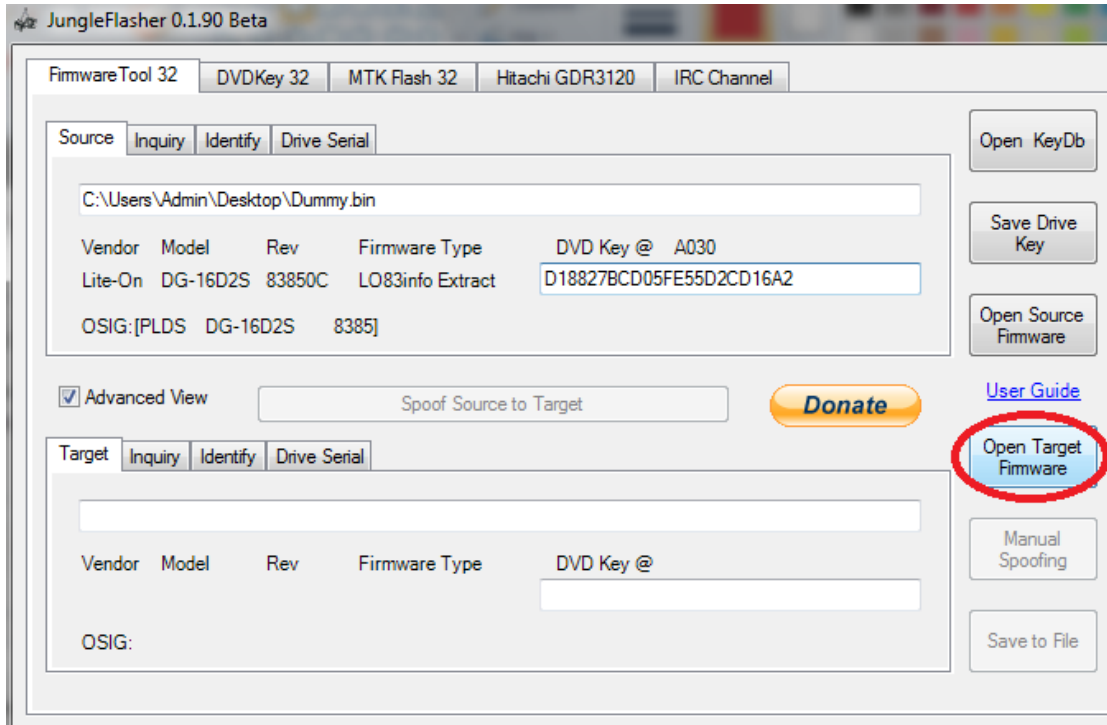 JungleFlasher 0.1.90 Beta
FirmwareTool 32 DVDKey 32 MTK Flash 32 Hitachi GDR3120 IRC Channel
Source Inquiry Identify Drive Serial
Open KeyDb
C:\Users\Admin\Desktop\Dummy.bin
Save Drive
Key
Vendor Model Rev Firmware Type DVD Key @ A030
Lite-On DG-16D2S 83850C LO83info Extract D18827BCD05FE55D2CD16A2
Open Source
Firmware
OSIG:[PLDS DG-16D2S 8385]
Advanced View Spoof Source to Target Donate User Guide
Target Inquiry Identify Drive Serial
Open Target
Firmware
Vendor Model Rev Firmware Type DVD Key @
Manual
Spoofing
OSIG:
Save to File